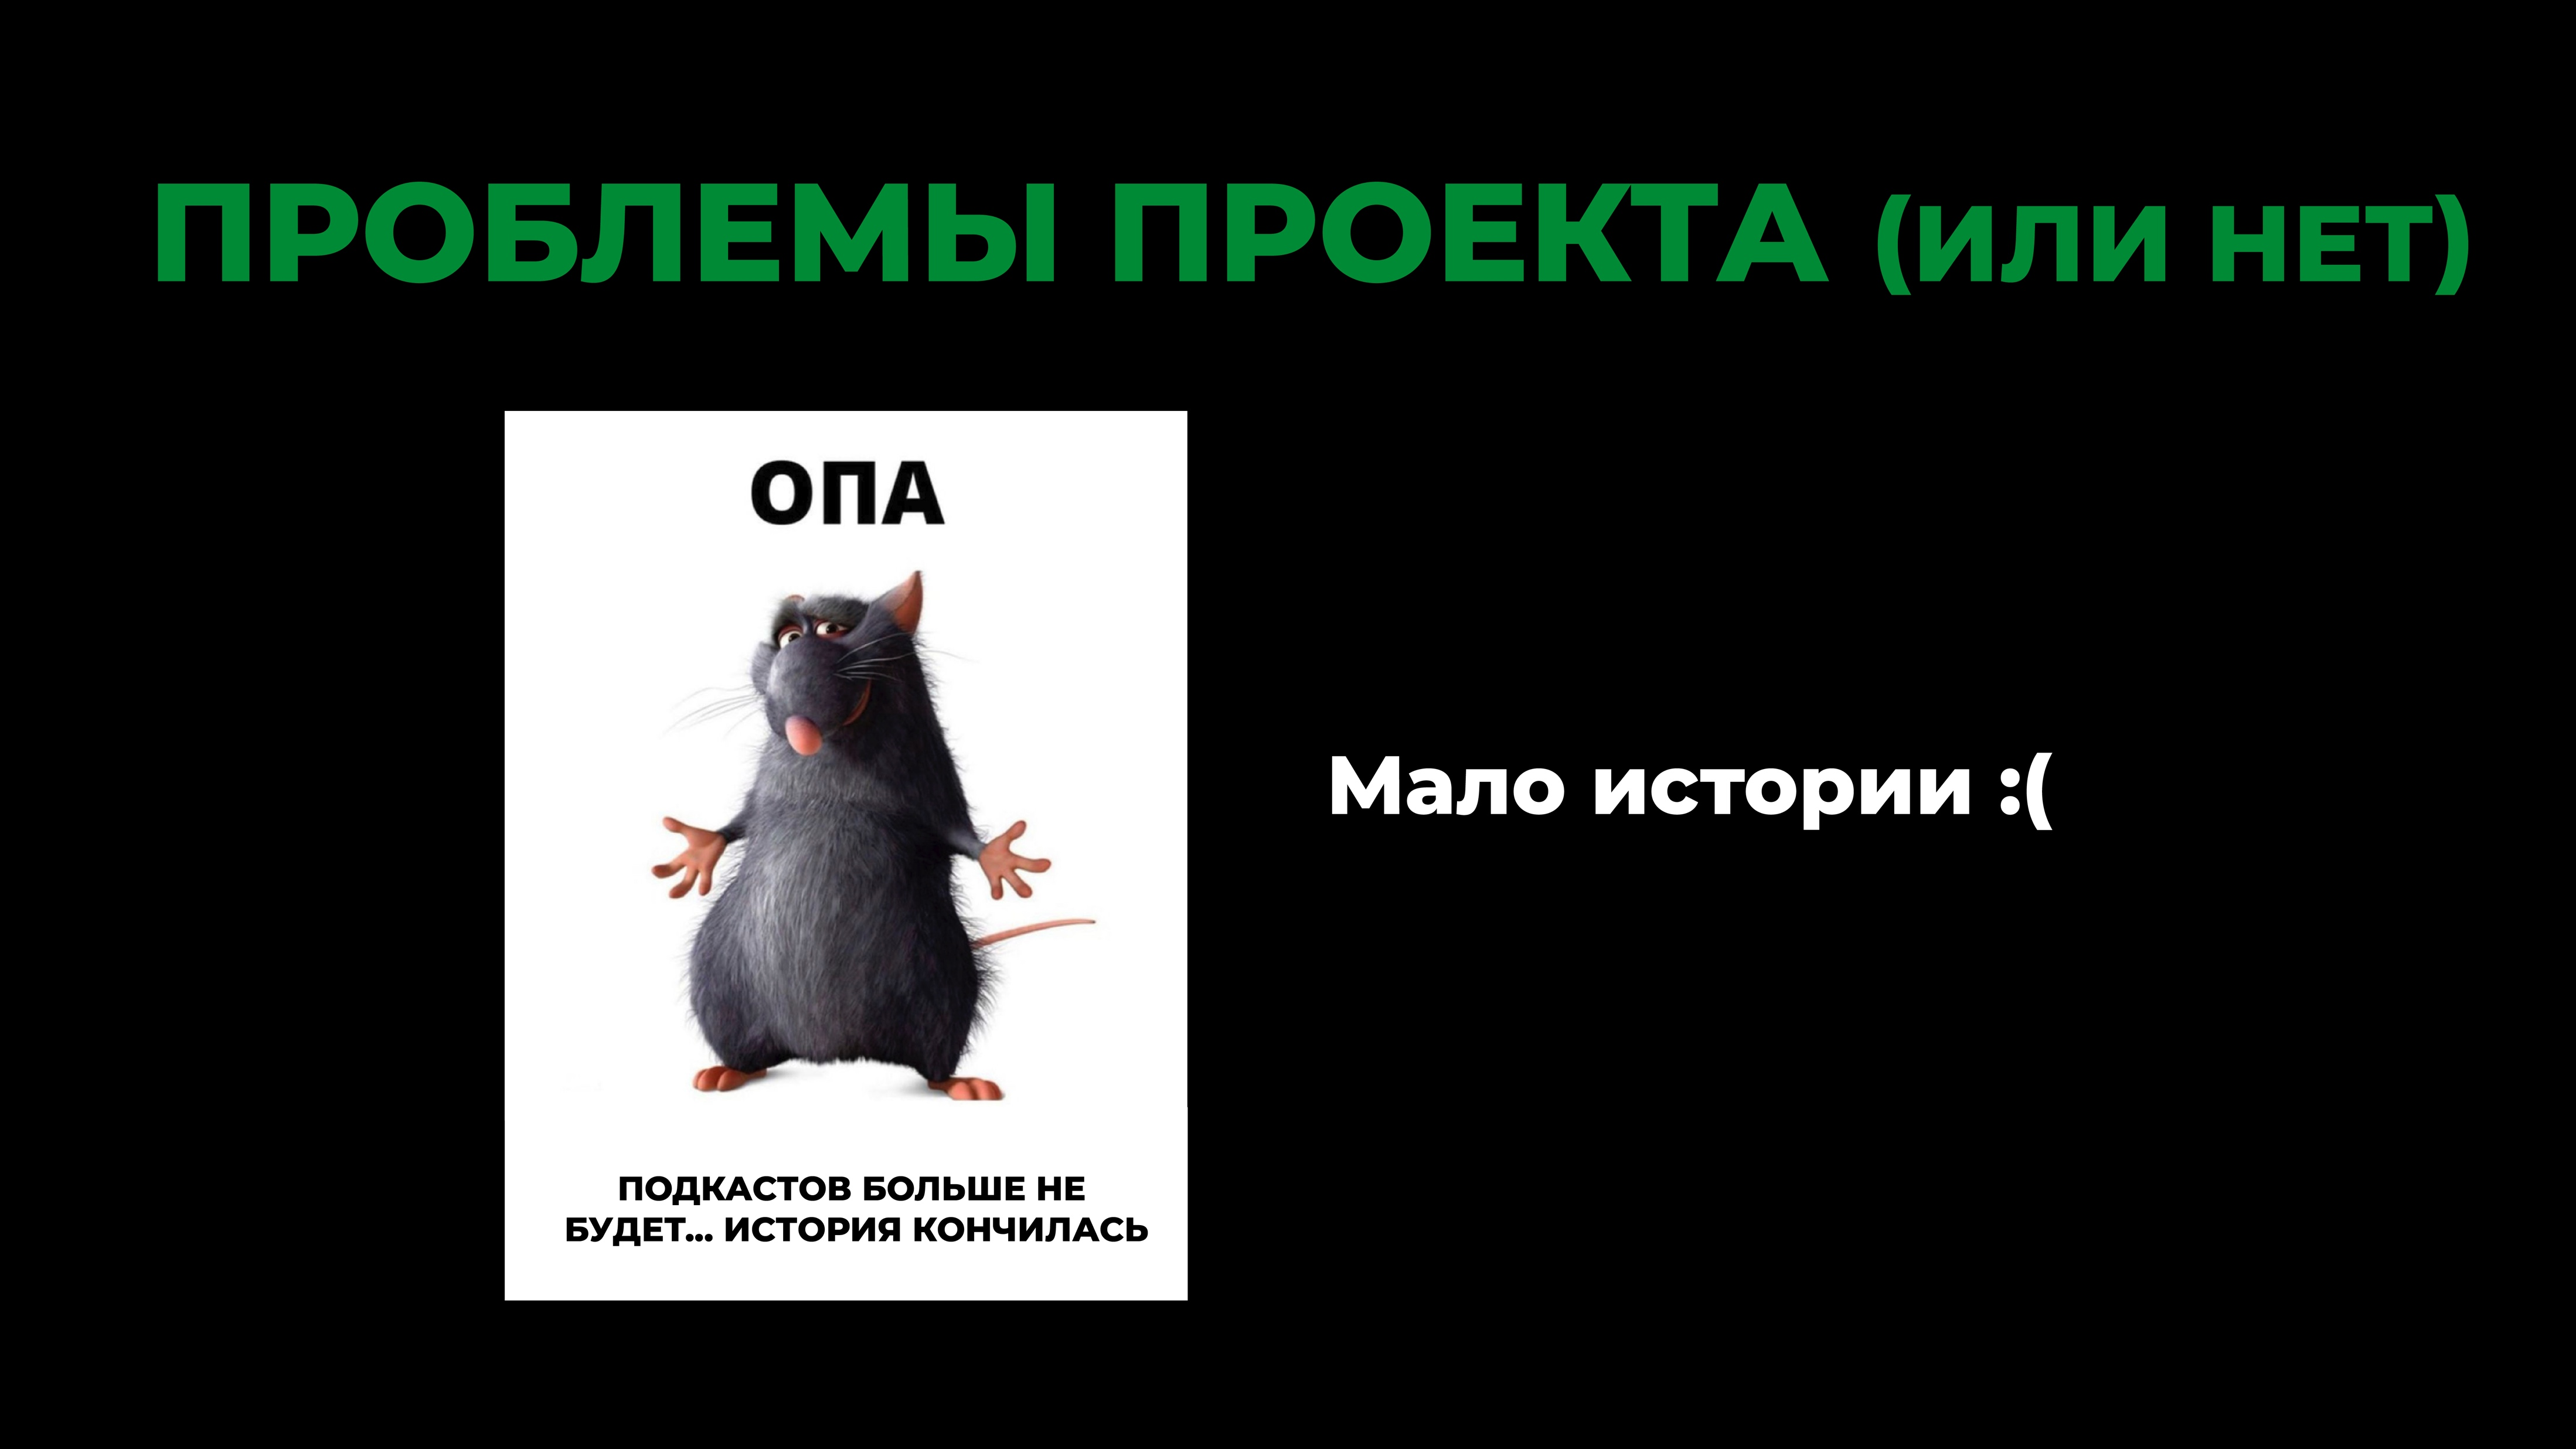 ПРОБЛЕМЫ ПРОЕКТА (ИЛИ НЕТ)
ОПА
Мало истории :(
ПОДКАСТОВ БОЛЬШЕ НЕ
БУДЕТ... ИСТОРИЯ КОНЧИЛАСЬ